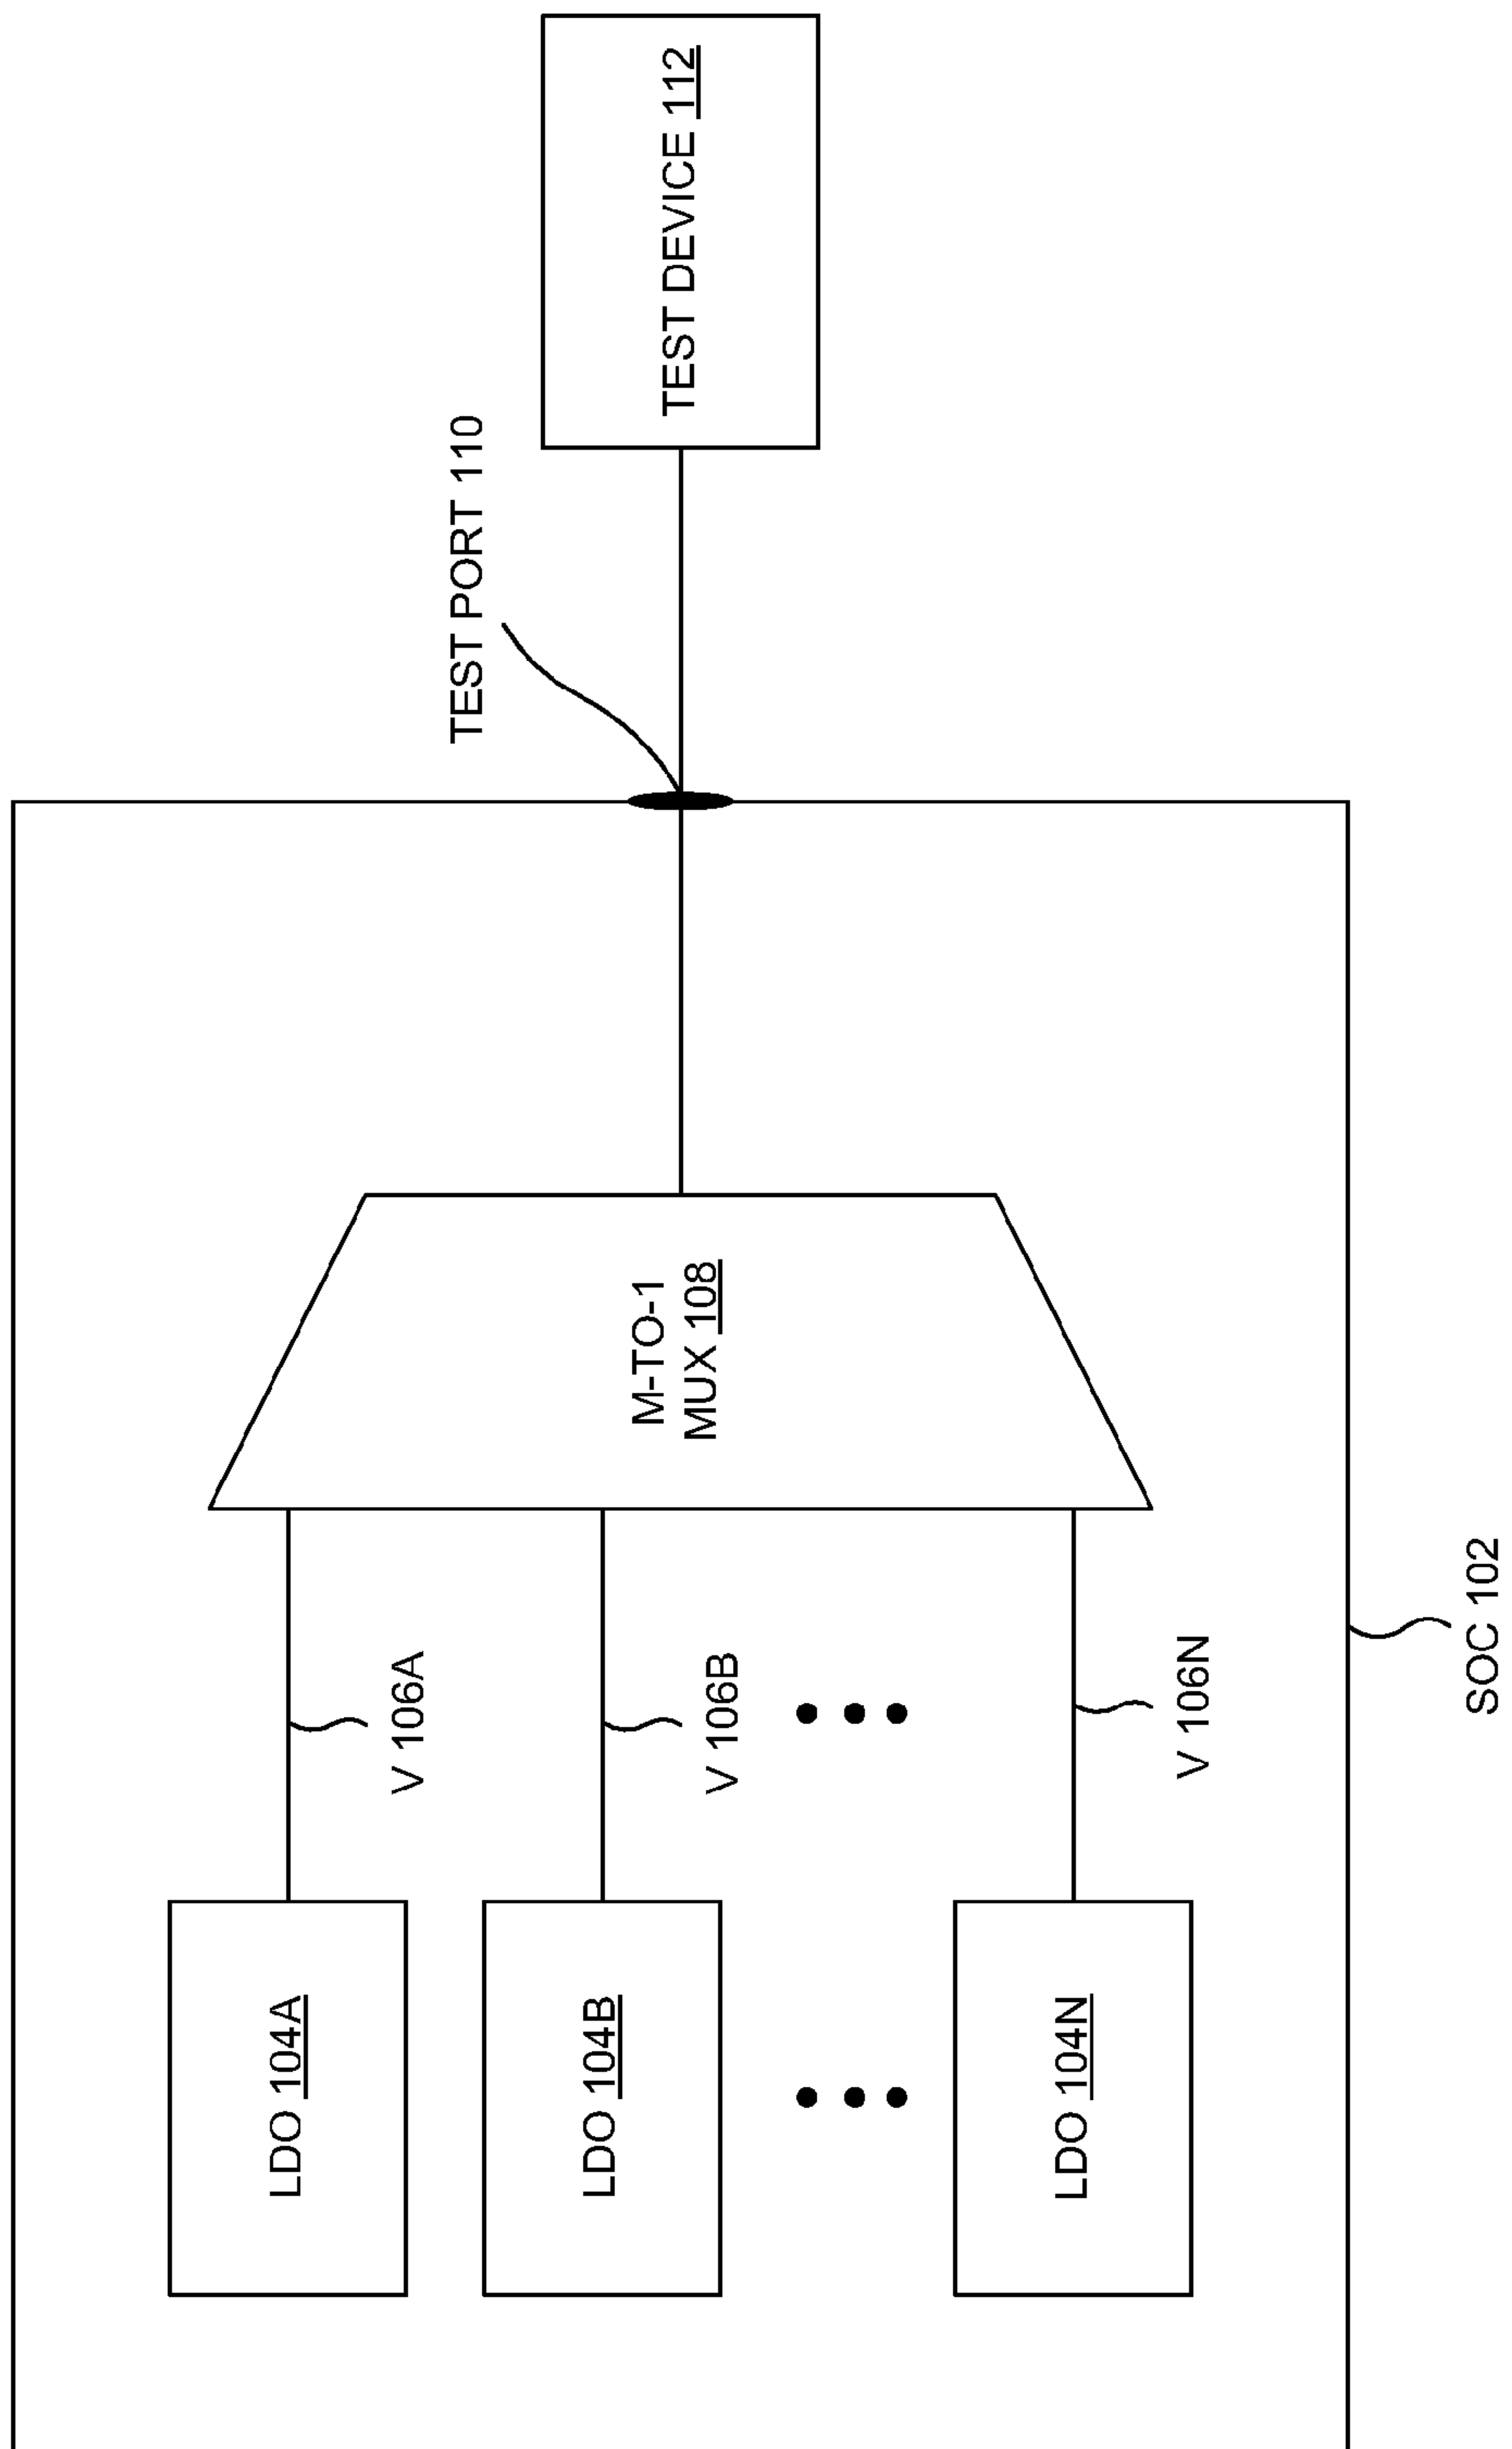 LDO 104A
V 106A
LDO 104B
V 106B
LDO 104N
V 106N
M-TO-1
MUX 108
TEST PORT 110
TEST DEVICE 112
SOC 102